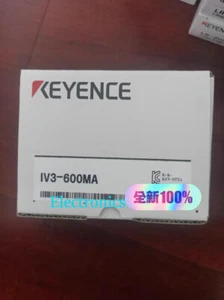 KEYENCE
IV3-600MA
Electronics
全新100%